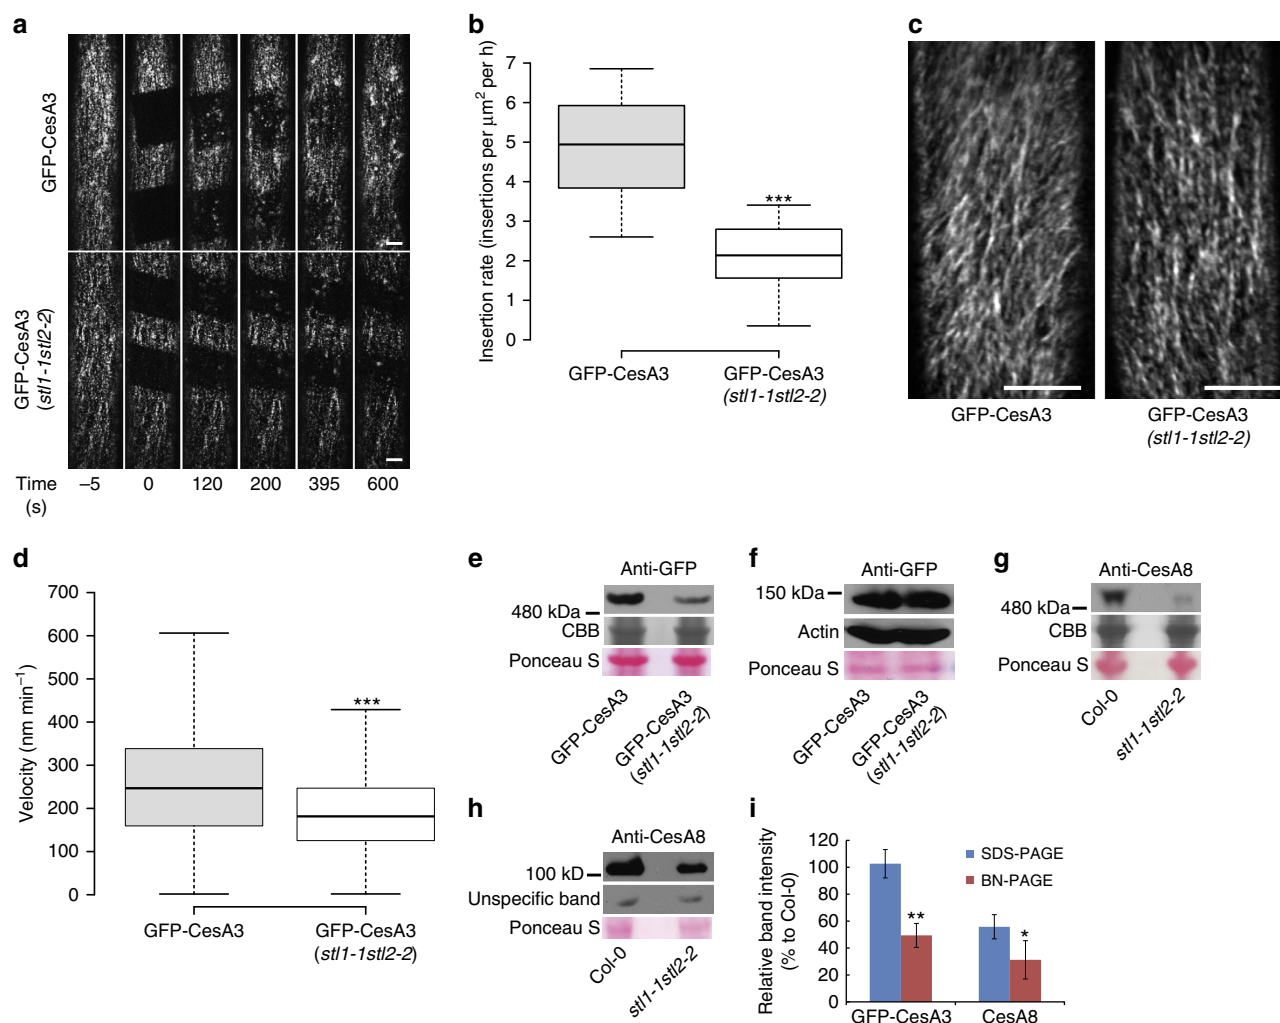 a
GFP-CesA3
GFP-CesA3
(stl1-1stl2-2)
Time
(s)
–5 0 120 200 395 600
b
Insertion rate (insertions per μm² per h)
7
6
5
4
3
2
1
0
***
GFP-CesA3
GFP-CesA3
(stl1-1stl2-2)
c
GFP-CesA3
GFP-CesA3
(stl1-1stl2-2)
d
Velocity (nm min⁻¹)
700
600
500
400
300
200
100
0
***
GFP-CesA3
GFP-CesA3
(stl1-1stl2-2)
e
Anti-GFP
480 kDa
CBB
Ponceau S
GFP-CesA3
GFP-CesA3
(stl1-1stl2-2)
f
Anti-GFP
150 kDa
Actin
Ponceau S
GFP-CesA3
GFP-CesA3
(stl1-1stl2-2)
g
Anti-CesA8
480 kDa
CBB
Ponceau S
Col-0
stl1-1stl2-2
h
Anti-CesA8
100 kD
Unspecific band
Ponceau S
Col-0
stl1-1stl2-2
i
Relative band intensity
(% to Col-0)
120
100
80
60
40
20
0
SDS-PAGE
BN-PAGE
**
*
GFP-CesA3
CesA8